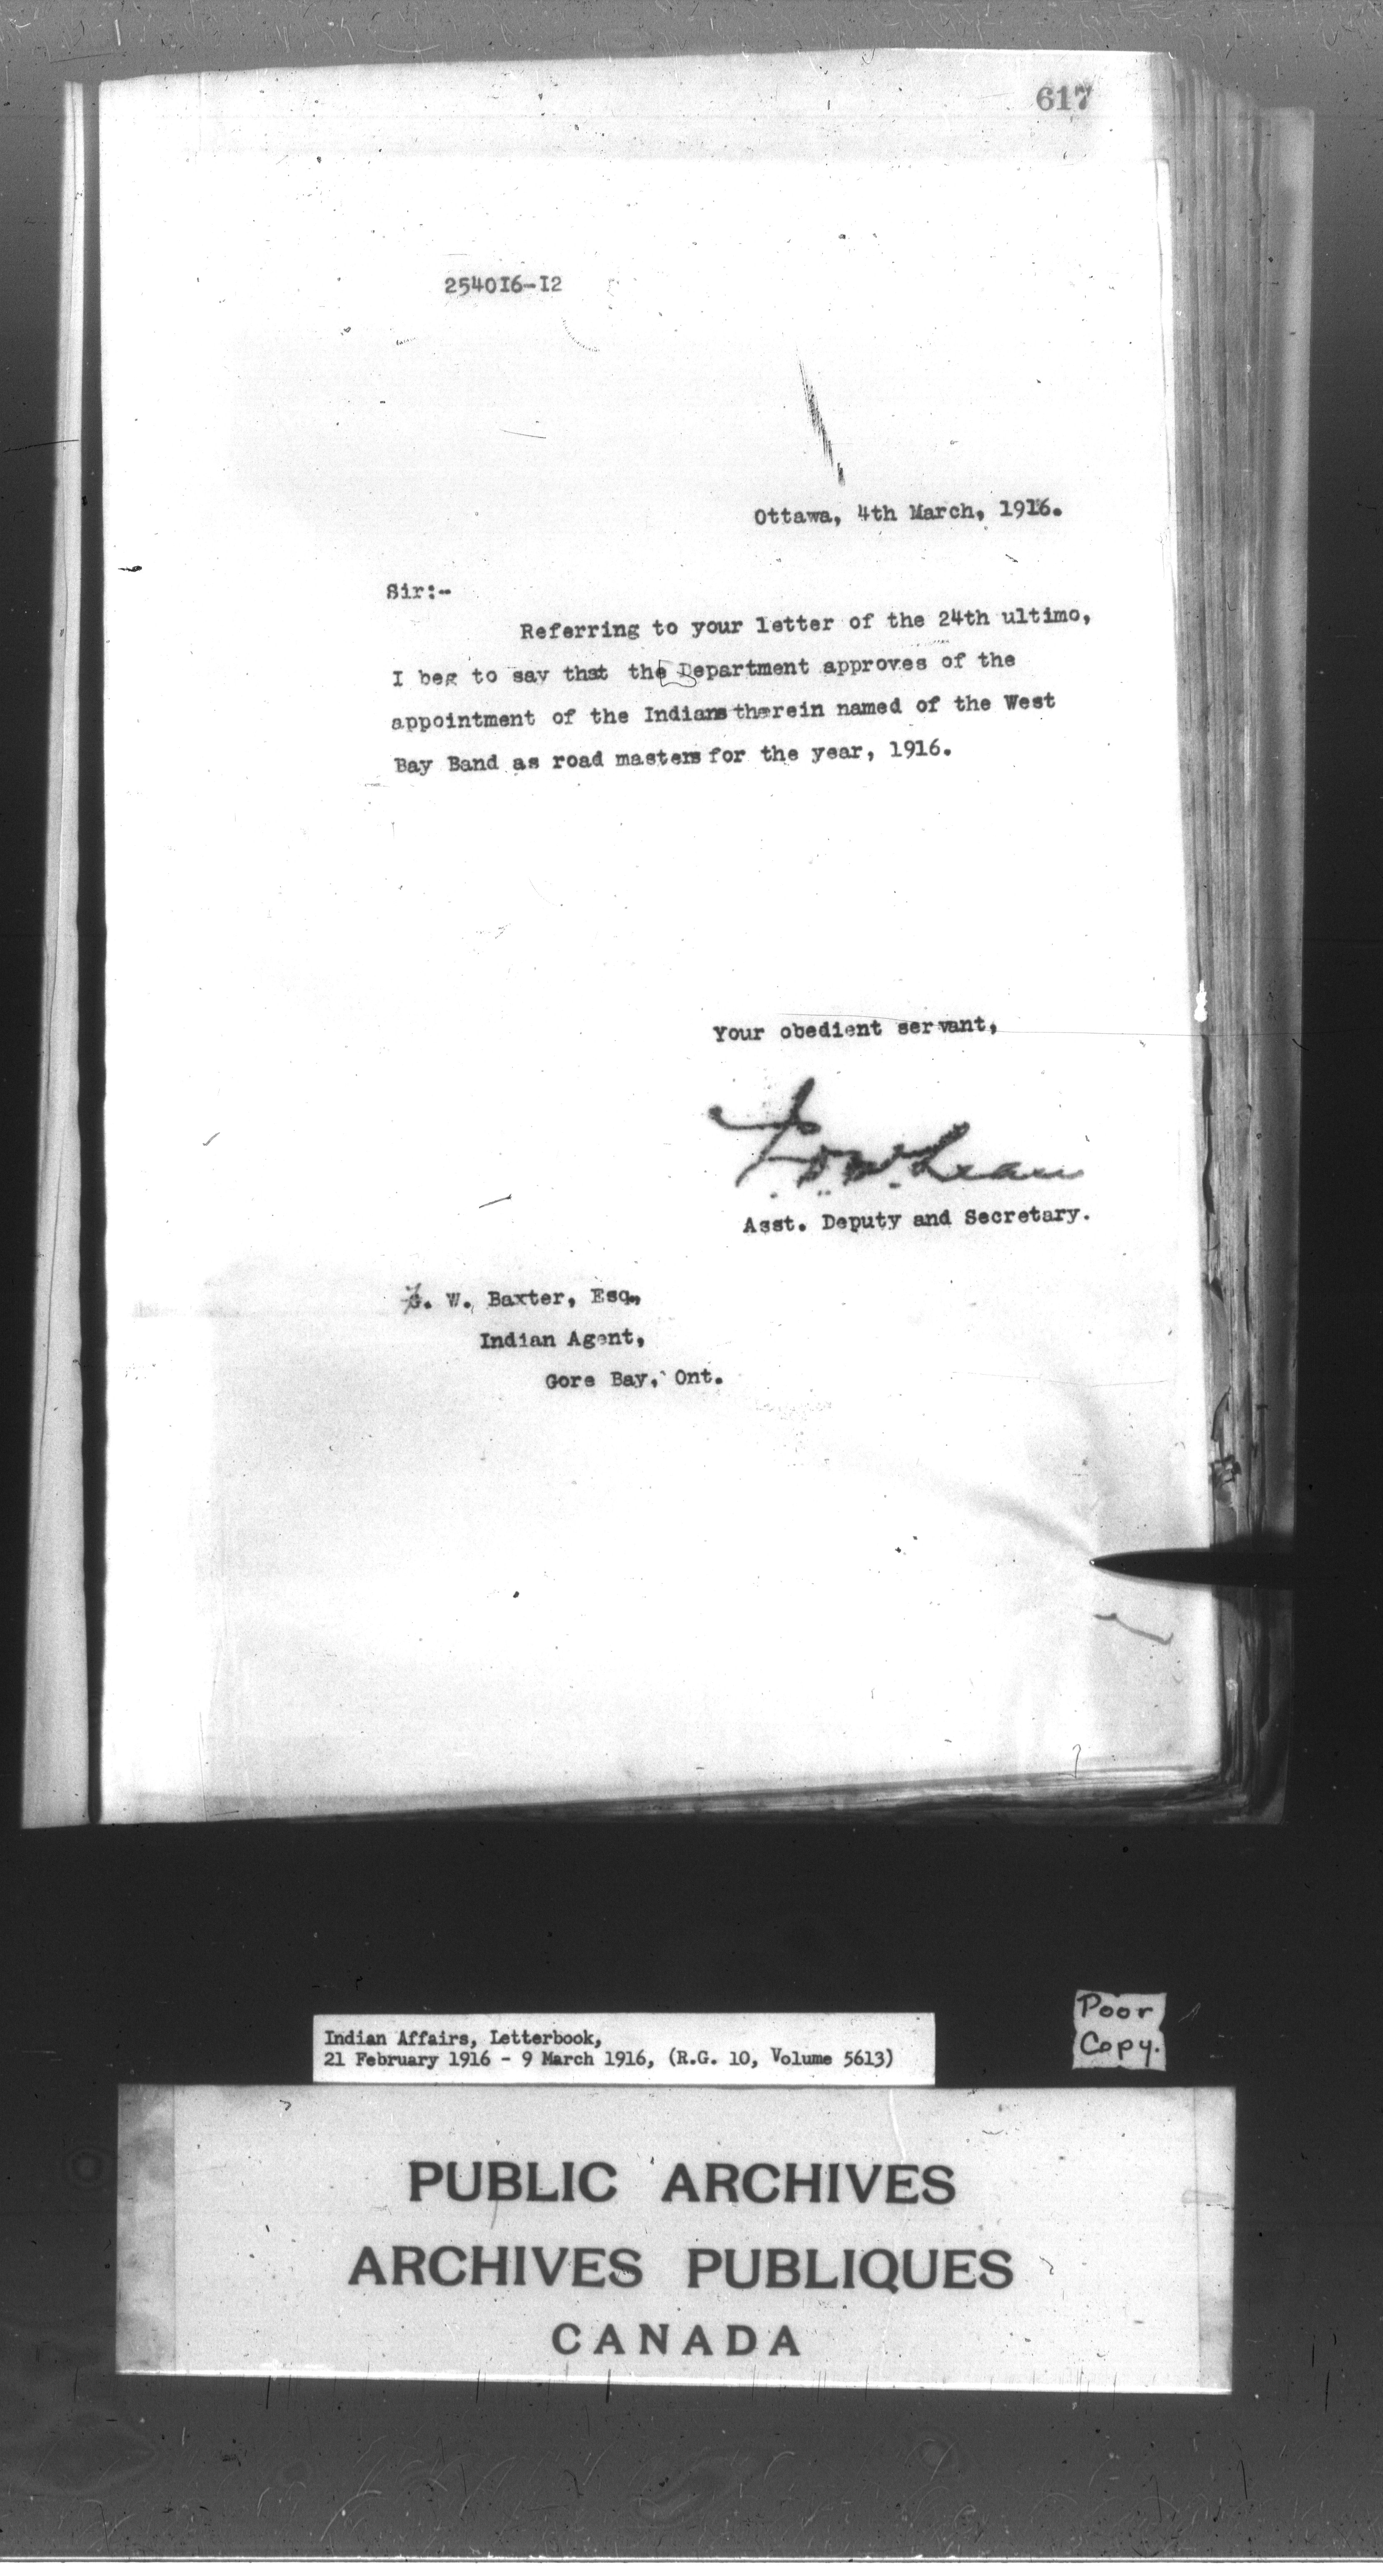 617
254016-12
Ottawa, 4th March, 1916.
Sir:-
Referring to your letter of the 24th ultimo,
I beg to say that the Department approves of the
appointment of the Indians therein named of the West
Bay Band as road masters for the year, 1916.
Your obedient servant,
Asst. Deputy and Secretary.
W. Baxter, Esq.,
Indian Agent,
Gore Bay, Ont.
Indian Affairs, Letterbook,
21 February 1916 - 9 March 1916, (R.G. 10, Volume 5613)
Poor
Copy.
PUBLIC ARCHIVES
ARCHIVES PUBLIQUES
CANADA